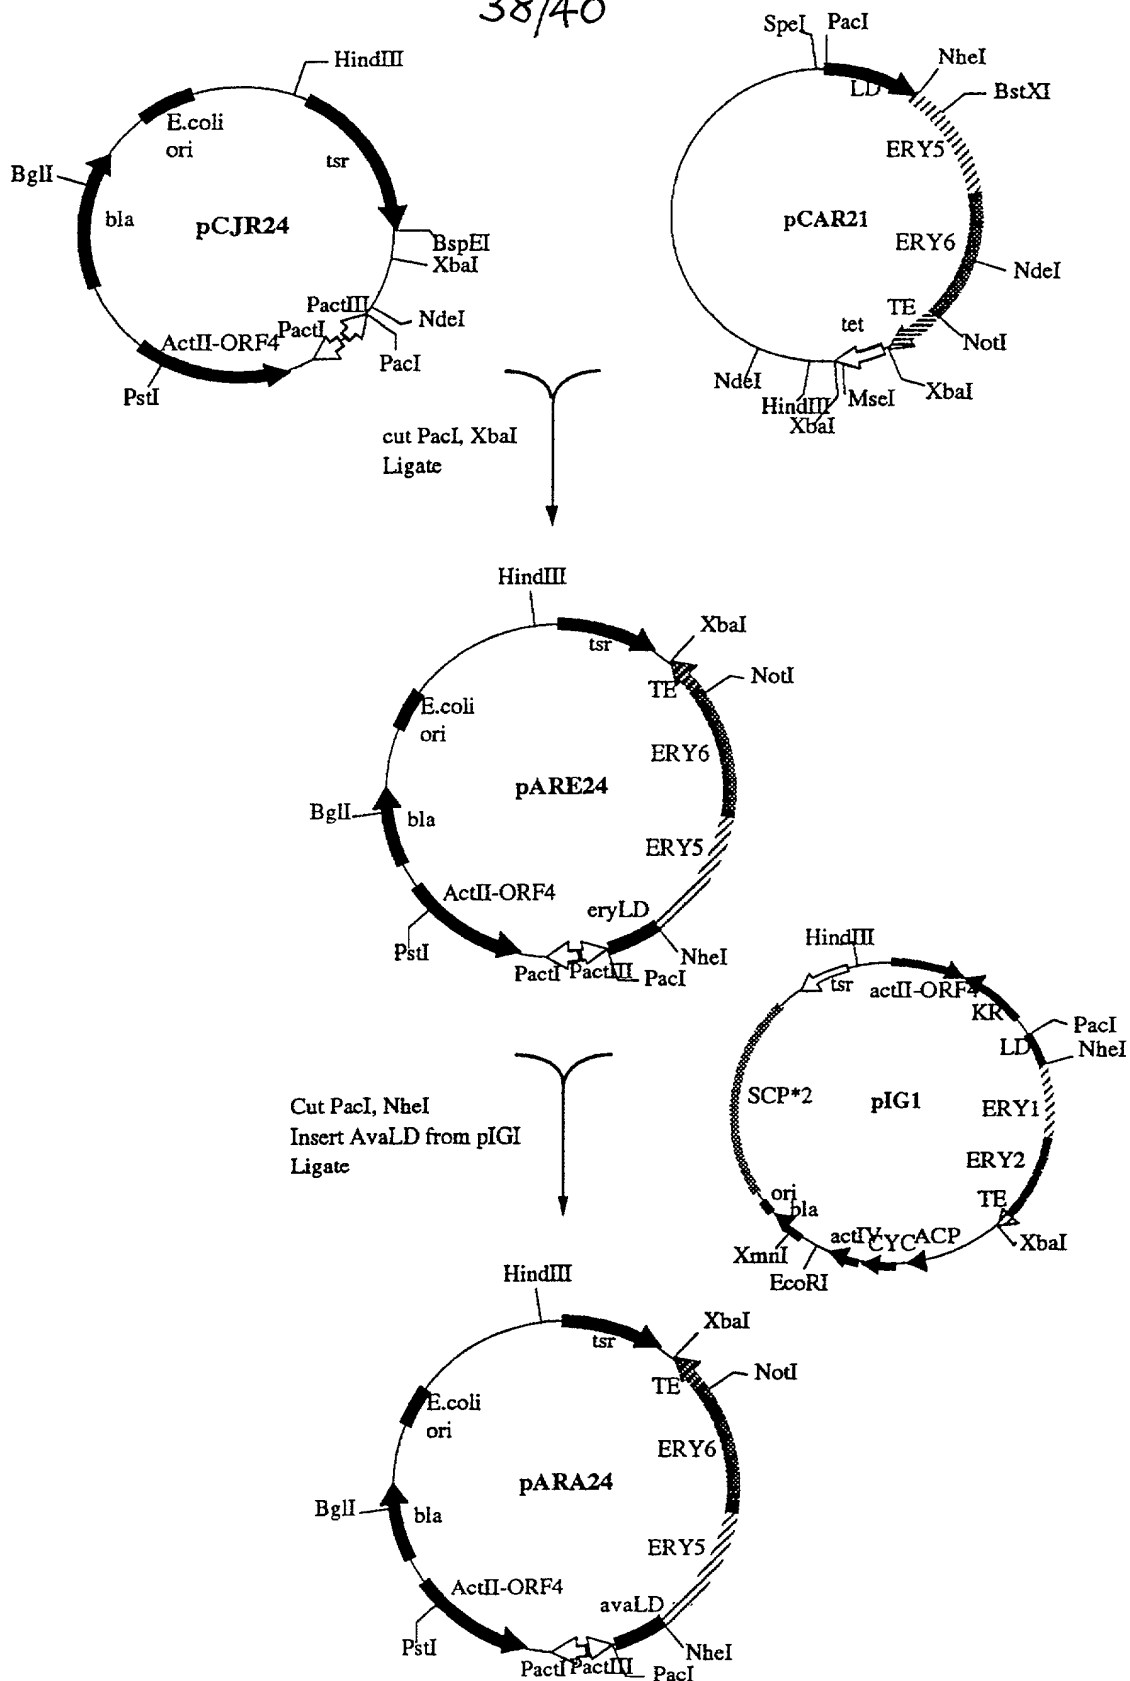 38/40
HindIII
E.coli
ori
tsr
BglI
bla
pCJR24
BspEI
XbaI
PactIII
NdeI
PactI
ActII-ORF4
PacI
PstI
SpeI
PacI
LD
NheI
BstXI
ERY5
pCAR21
ERY6
NdeI
TE
tet
NotI
NdeI
HindIII
XbaI
MseI
XbaI
cut PacI, XbaI
Ligate
HindIII
tsr
XbaI
TE
NotI
E.coli
ori
ERY6
pARE24
BglI
bla
ERY5
ActII-ORF4
eryLD
PstI
NheI
PactI
PactIII
PacI
HindIII
tsr
actII-ORF4
KR
PacI
LD
NheI
SCP*2
pIG1
ERY1
ERY2
TE
ori
bla
XmnI
actIV
CYC
ACP
XbaI
EcoRI
Cut PacI, NheI
Insert AvaLD from pIGI
Ligate
HindIII
tsr
XbaI
TE
NotI
E.coli
ori
ERY6
pARA24
BglI
bla
ERY5
ActII-ORF4
avaLD
PstI
NheI
PactI
PactIII
PacI